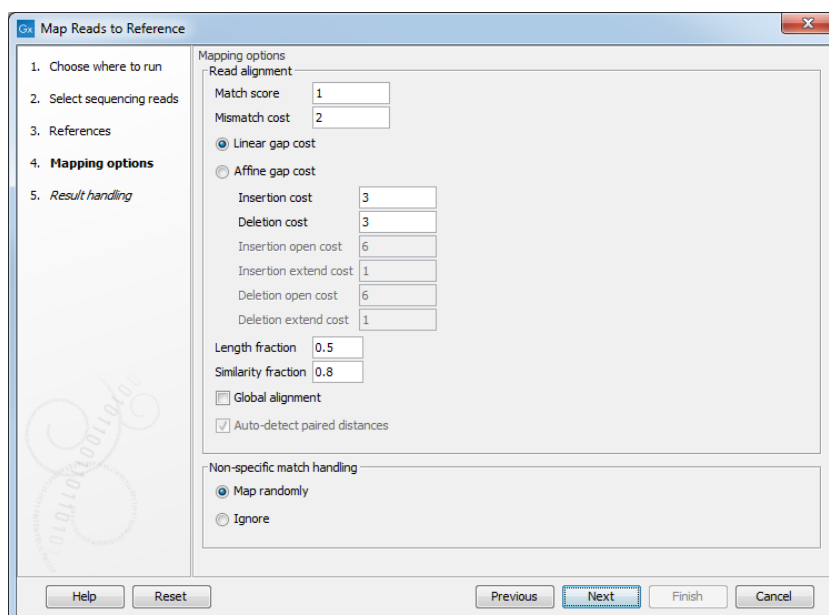 Gx Map Reads to Reference
1. Choose where to run
2. Select sequencing reads
3. References
4. Mapping options
5. Result handling
Mapping options
Read alignment
Match score 1
Mismatch cost 2
Linear gap cost
Affine gap cost
Insertion cost 3
Deletion cost 3
Insertion open cost 6
Insertion extend cost 1
Deletion open cost 6
Deletion extend cost 1
Length fraction 0.5
Similarity fraction 0.8
Global alignment
Auto-detect paired distances
Non-specific match handling
Map randomly
Ignore
Help Reset Previous Next Finish Cancel